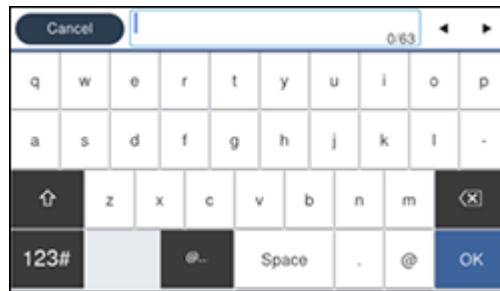 Cancel 0/63
q w e r t y u i o p
a s d f g h j k l -
z x c v b n m
123# @... Space . @ OK